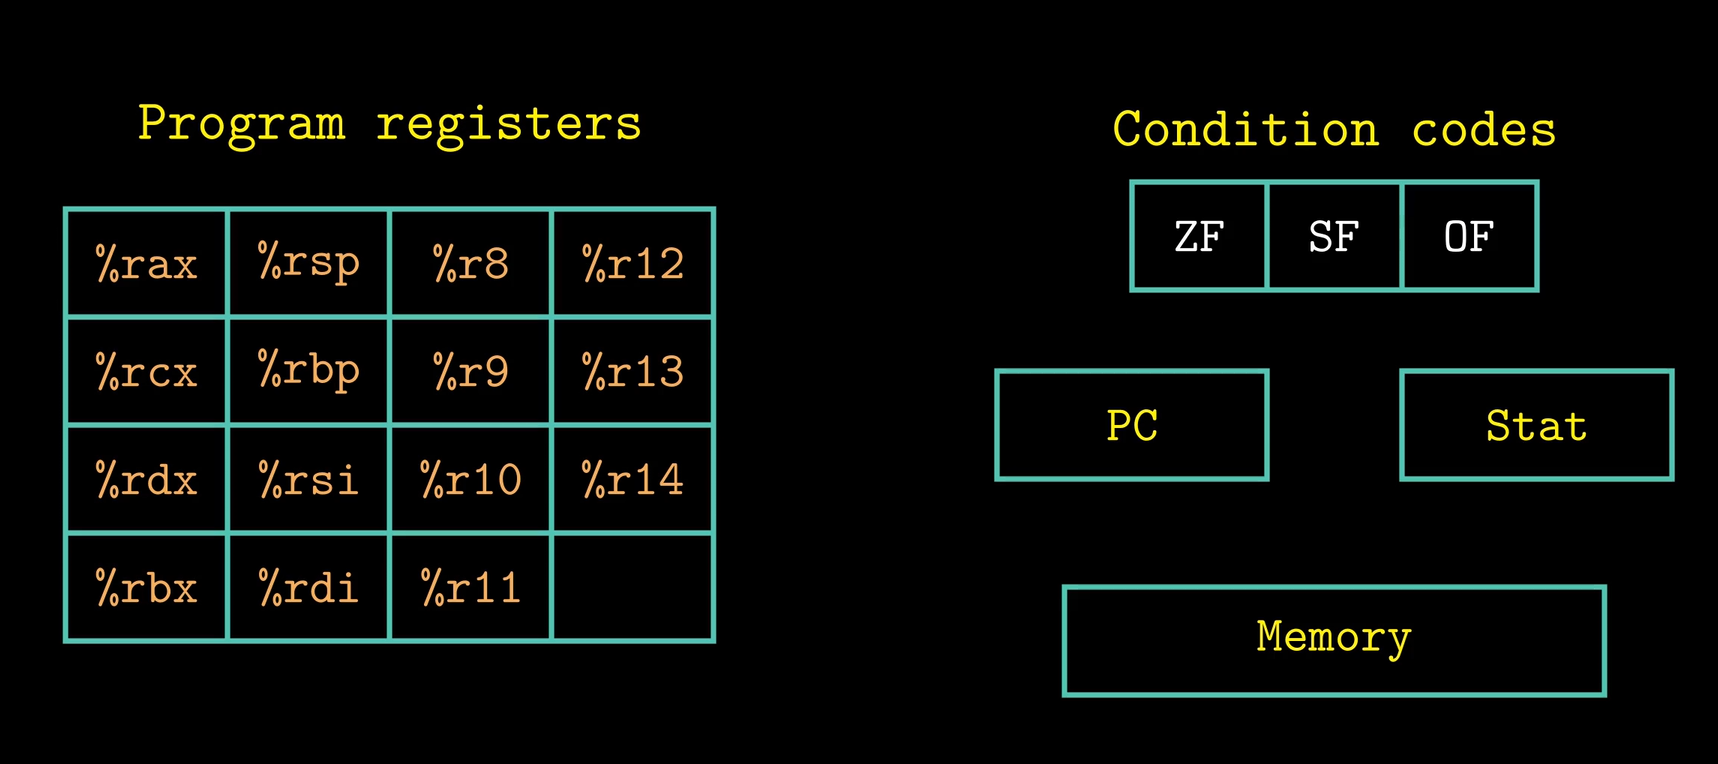 Program registers
%rax %rsp %r8 %r12
%rcx %rbp %r9 %r13
%rdx %rsi %r10 %r14
%rbx %rdi %r11
Condition codes
ZF SF OF
PC
Stat
Memory